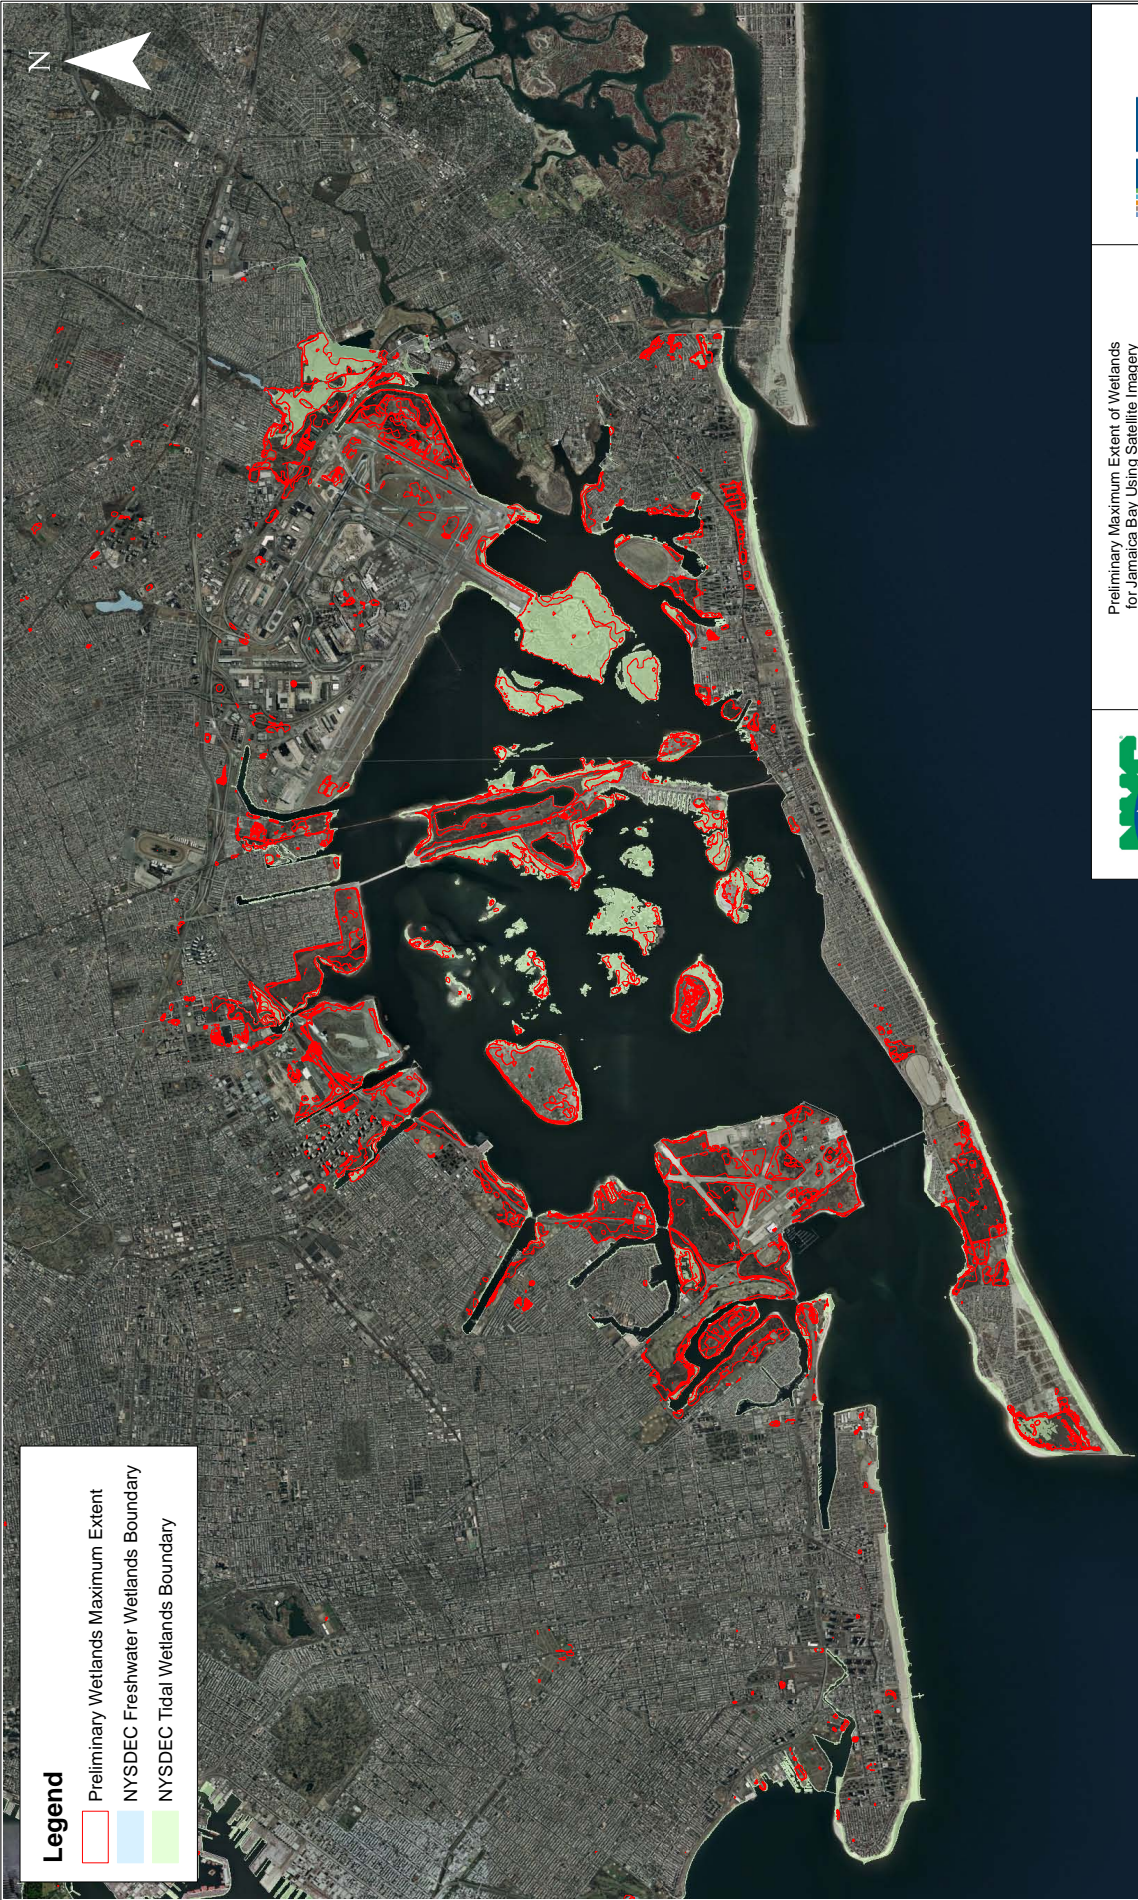 N
Legend
Preliminary Wetlands Maximum Extent
NYSDEC Freshwater Wetlands Boundary
NYSDEC Tidal Wetlands Boundary
Preliminary Maximum Extent of Wetlands
for Jamaica Bay Using Satellite Imagery